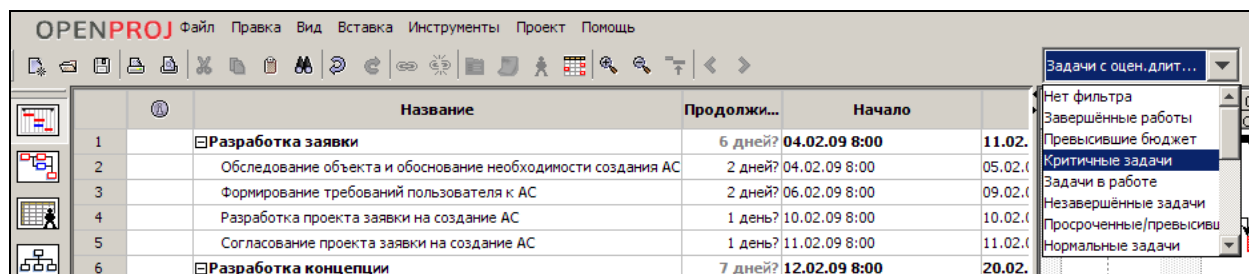 OPENPROJ Файл Правка Вид Вставка Инструменты Проект Помощь
Задачи с оцен.длит...
Нет фильтра
Завершённые работы
Превысившие бюджет
Критичные задачи
Задачи в работе
Незавершённые задачи
Просроченные/превысивш
Нормальные задачи
Название Продолжи... Начало
1 Разработка заявки 6 дней? 04.02.09 8:00 11.02.
2 Обследование объекта и обоснование необходимости создания АС 2 дней? 04.02.09 8:00 05.02.0
3 Формирование требований пользователя к АС 2 дней? 06.02.09 8:00 09.02.0
4 Разработка проекта заявки на создание АС 1 день? 10.02.09 8:00 10.02.0
5 Согласование проекта заявки на создание АС 1 день? 11.02.09 8:00 11.02.0
6 Разработка концепции 7 дней? 12.02.09 8:00 20.02.